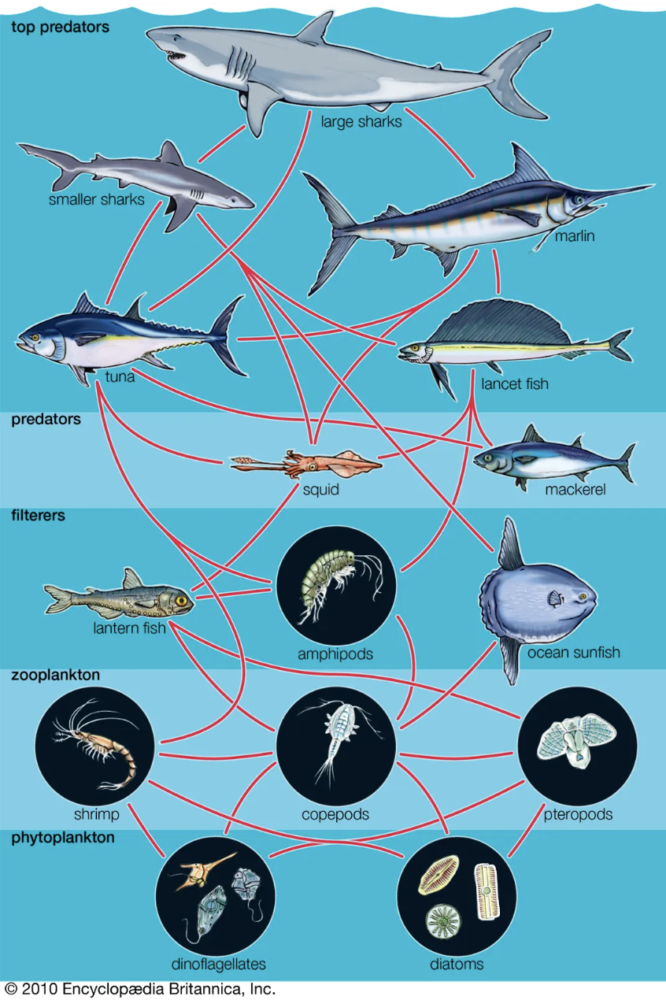 top predators
large sharks
smaller sharks
marlin
tuna
lancet fish
predators
squid
mackerel
filterers
lantern fish
amphipods
ocean sunfish
zooplankton
shrimp
copepods
pteropods
phytoplankton
dinoflagellates
diatoms
© 2010 Encyclopædia Britannica, Inc.